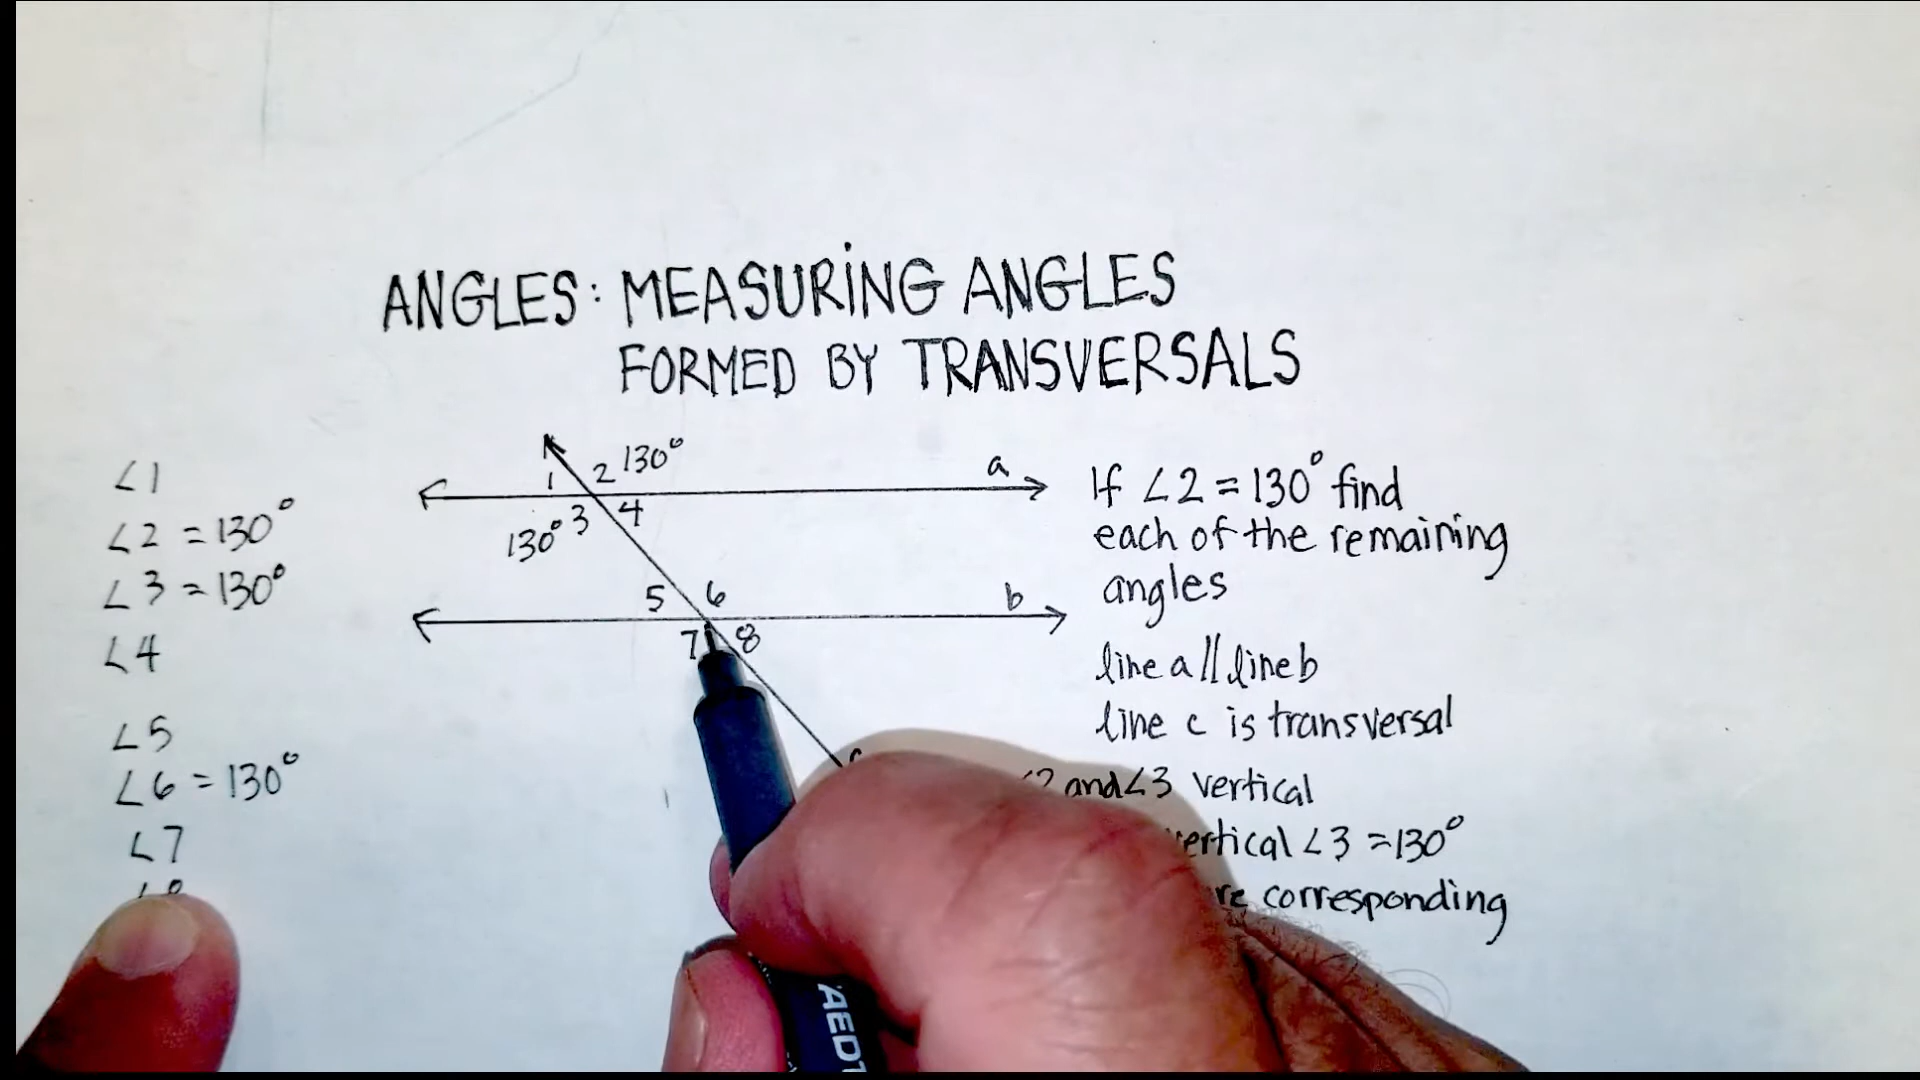 ANGLES: MEASURING ANGLES
FORMED BY TRANSVERSALS
∠1
∠2 = 130°
∠3 = 130°
∠4
∠5
∠6 = 130°
∠7
1
2 130°
a
130° 3
4
5
6
b
7
8
If ∠2 = 130° find
each of the remaining
angles
line a // line b
line c is transversal
and ∠3 vertical
vertical ∠3 = 130°
corresponding